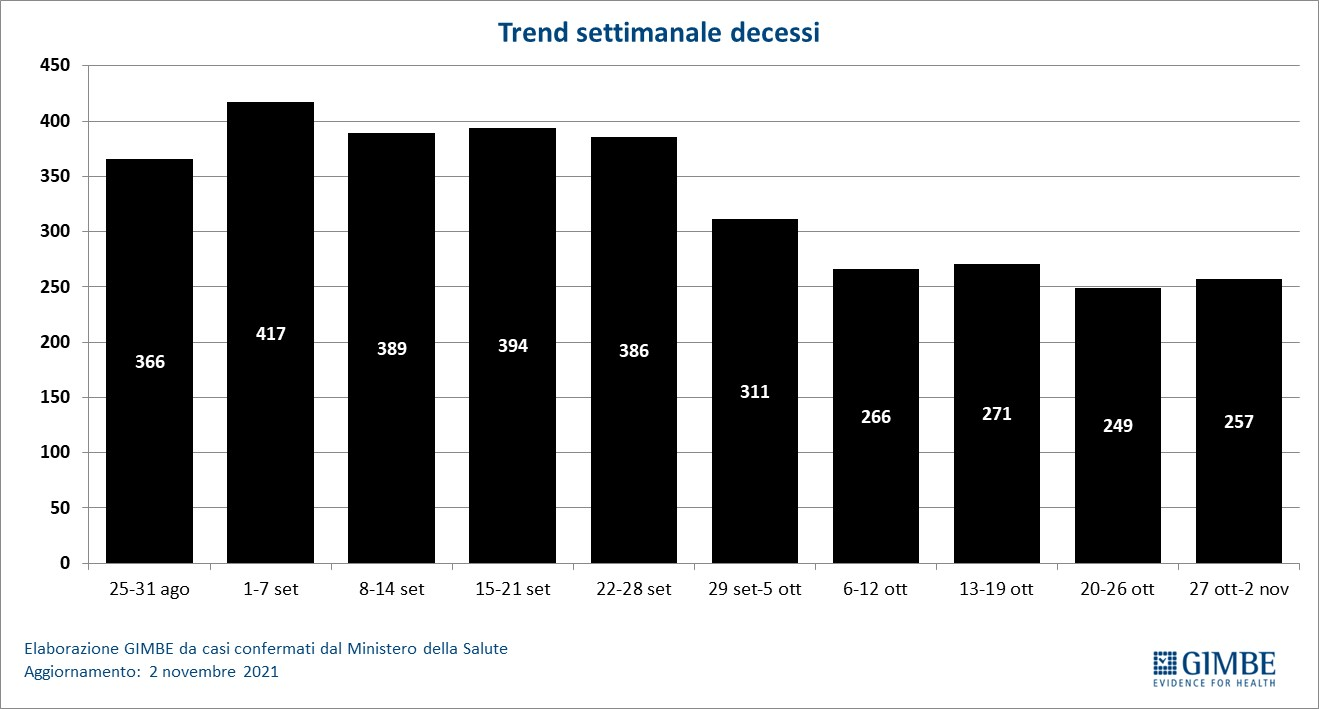 Trend settimanale decessi
450
400
350
300
250
200
150
100
50
0
366
417
389
394
386
311
266
271
249
257
25-31 ago
1-7 set
8-14 set
15-21 set
22-28 set
29 set-5 ott
6-12 ott
13-19 ott
20-26 ott
27 ott-2 nov
Elaborazione GIMBE da casi confermati dal Ministero della Salute
Aggiornamento: 2 novembre 2021
GIMBE
EVIDENCE FOR HEALTH